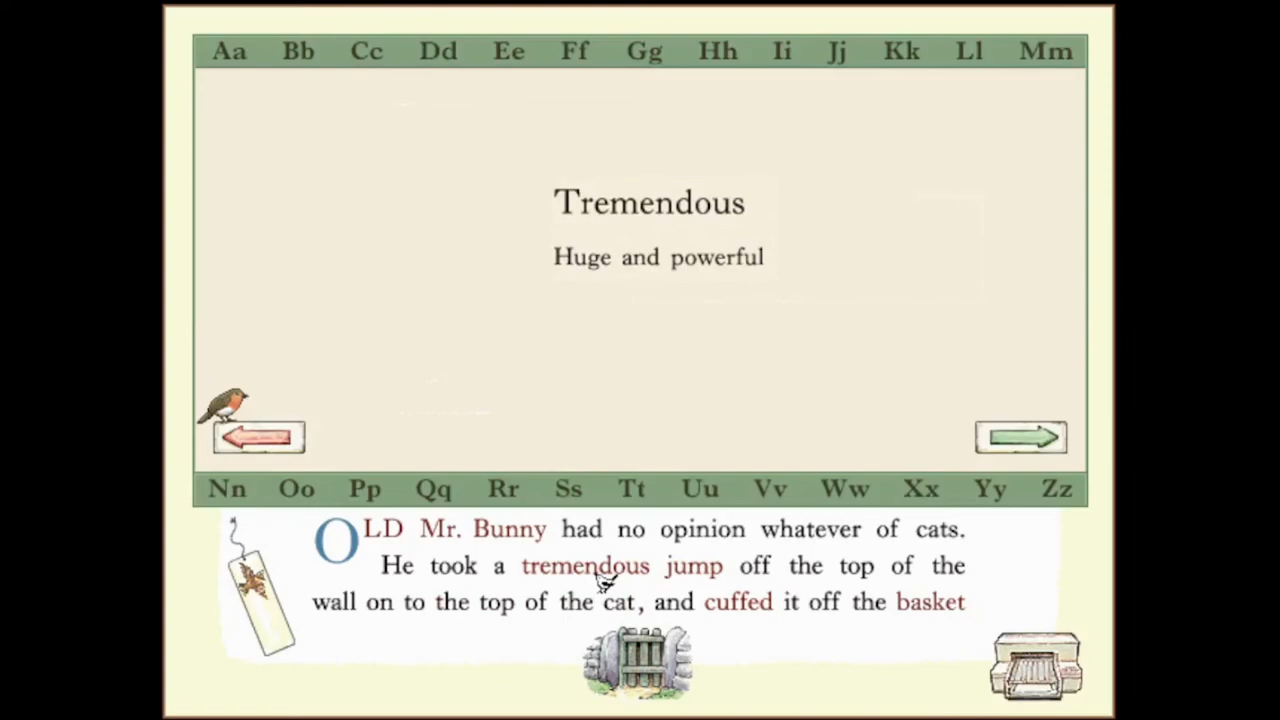 Aa Bb Cc Dd Ee Ff Gg Hh Ii Jj Kk Ll Mm
Tremendous
Huge and powerful
Nn Oo Pp Qq Rr Ss Tt Uu Vv Ww Xx Yy Zz
OLD Mr. Bunny had no opinion whatever of cats.
He took a tremendous jump off the top of the
wall on to the top of the cat, and cuffed it off the basket